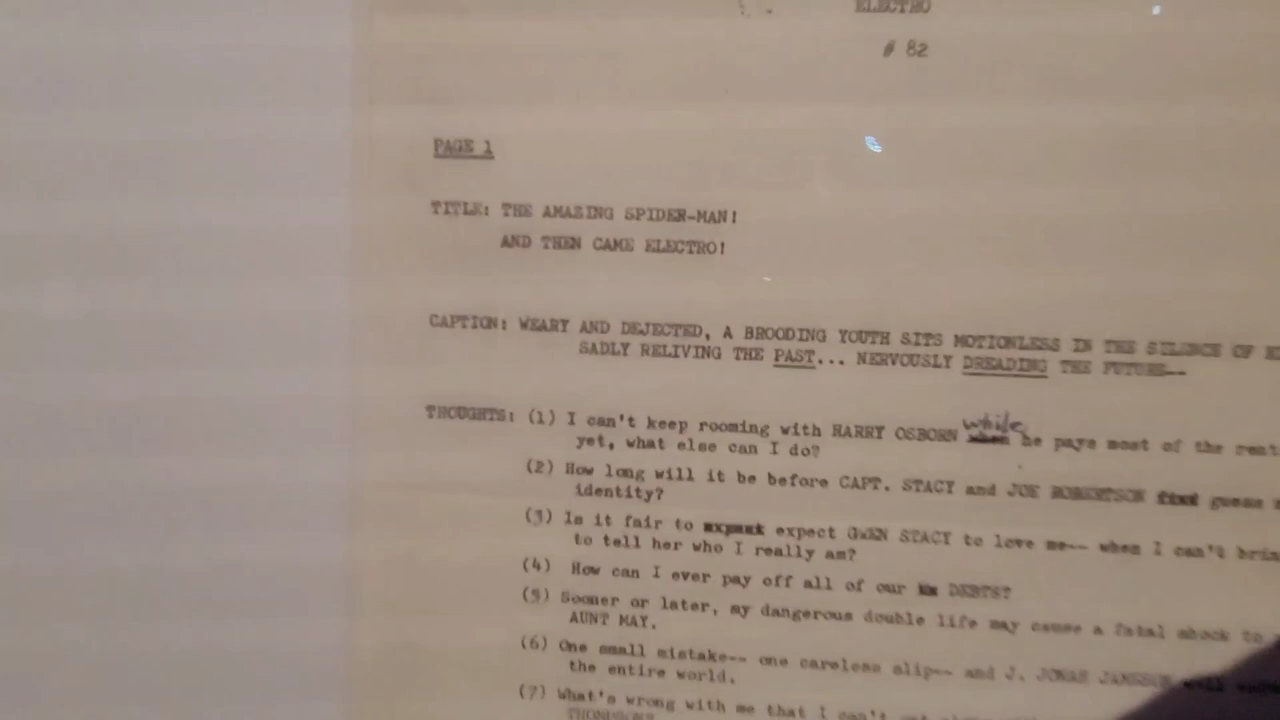 ELECTRO
# 82
PAGE 1
TITLE: THE AMAZING SPIDER-MAN!
AND THEN CAME ELECTRO!
CAPTION: WEARY AND DEJECTED, A BROODING YOUTH SITS MOTIONLESS IN THE SILENCE OF
SADLY RELIVING THE PAST... NERVOUSLY DREADING THE FUTURE--
THOUGHTS: (1) I can't keep rooming with HARRY OSBORN while he pays most of the rent
yet, what else can I do?
(2) How long will it be before CAPT. STACY and JOE ROBERTSON guess
identity?
(3) Is it fair to expect GWEN STACY to love me-- when I can't
to tell her who I really am?
(4) How can I ever pay off all of our DEBTS?
(5) Sooner or later, my dangerous double life may cause a fatal shock to
AUNT MAY.
(6) One small mistake-- one careless slip-- and J. JONAH
the entire world.
(7) What's wrong with me that I can't